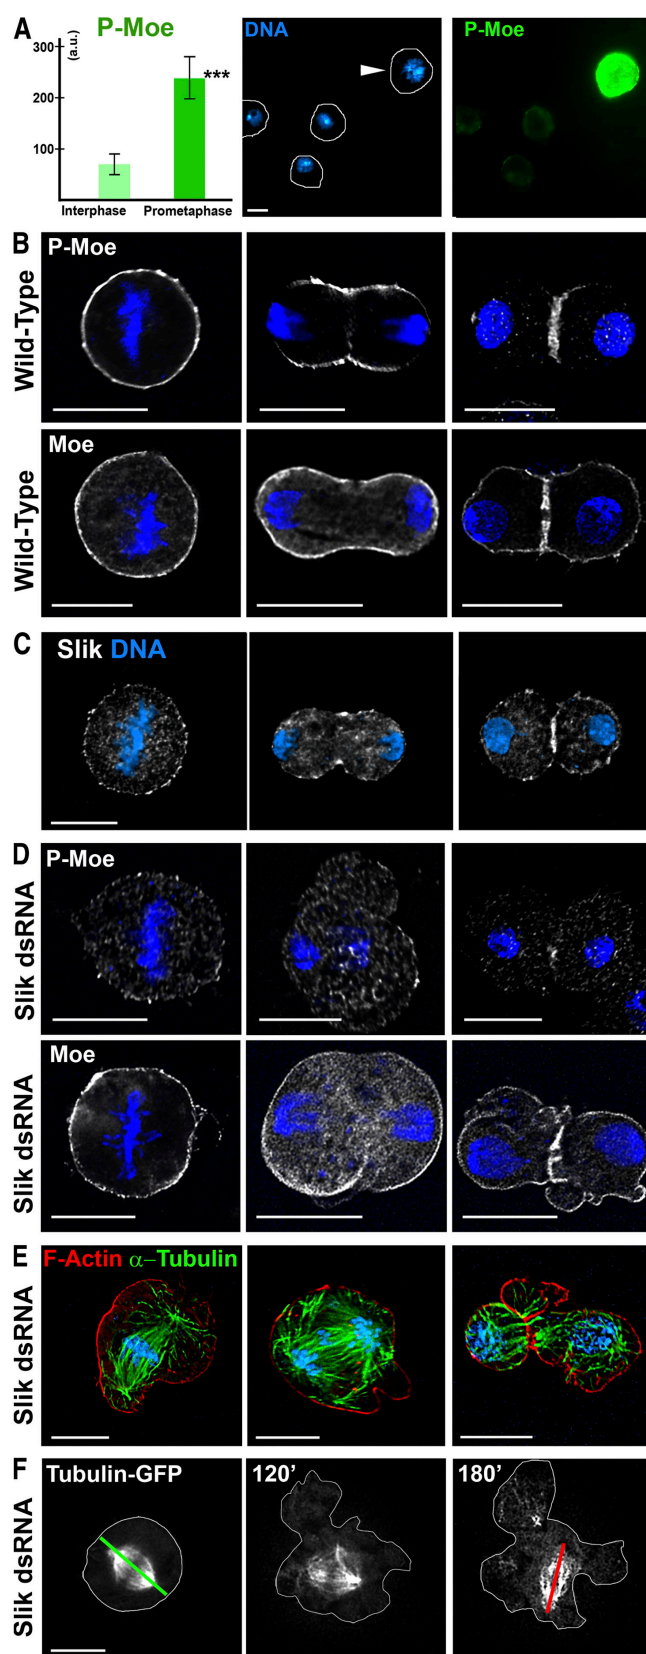 A
P-Moe
(a.u.)
300
200
100
***
Interphase Prometaphase
DNA
P-Moe
B
Wild-Type
P-Moe
Wild-Type
Moe
C
Slik DNA
D
Slik dsRNA
P-Moe
Slik dsRNA
Moe
E
Slik dsRNA
F-Actin α–Tubulin
F
Slik dsRNA
Tubulin-GFP
120’
180’